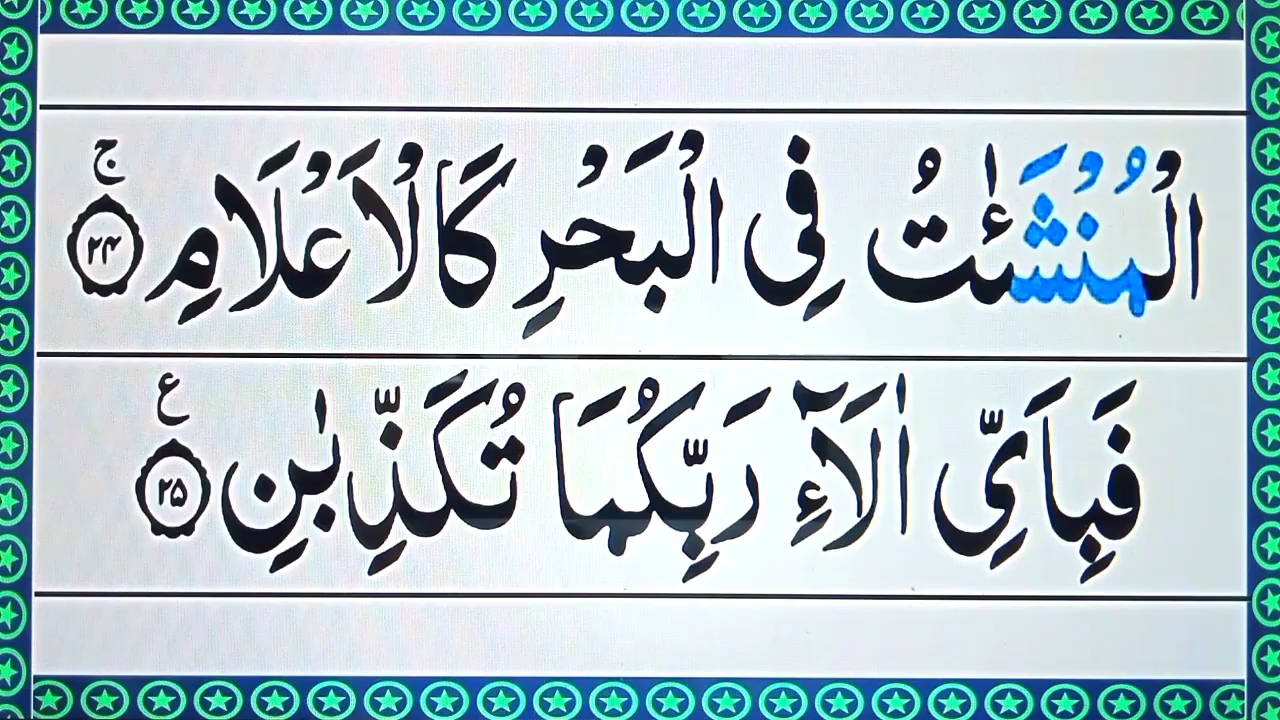 الْمُنْشَـٰٔتُ فِی الْبَحْرِ كَالْاَعْلَامِ ۚ ﴿۲۴﴾
فَبِاَیِّ اٰلَآءِ رَبِّكُمَا تُكَذِّبٰنِ ﴿۲۵﴾ ع